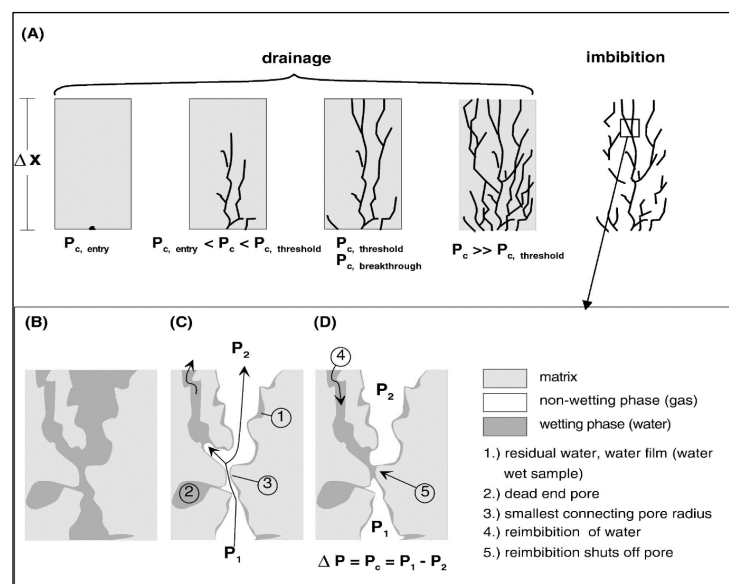 (A)
drainage
imbibition
Δ X
Pc, entry
Pc, entry < Pc < Pc, threshold
Pc, threshold
Pc, breakthrough
Pc >> Pc, threshold
(B)
(C)
(D)
P2
1
2
3
P1
4
P2
5
P1
Δ P = Pc = P1 - P2
matrix
non-wetting phase (gas)
wetting phase (water)
1.) residual water, water film (water
wet sample)
2.) dead end pore
3.) smallest connecting pore radius
4.) reimbibition of water
5.) reimbibition shuts off pore